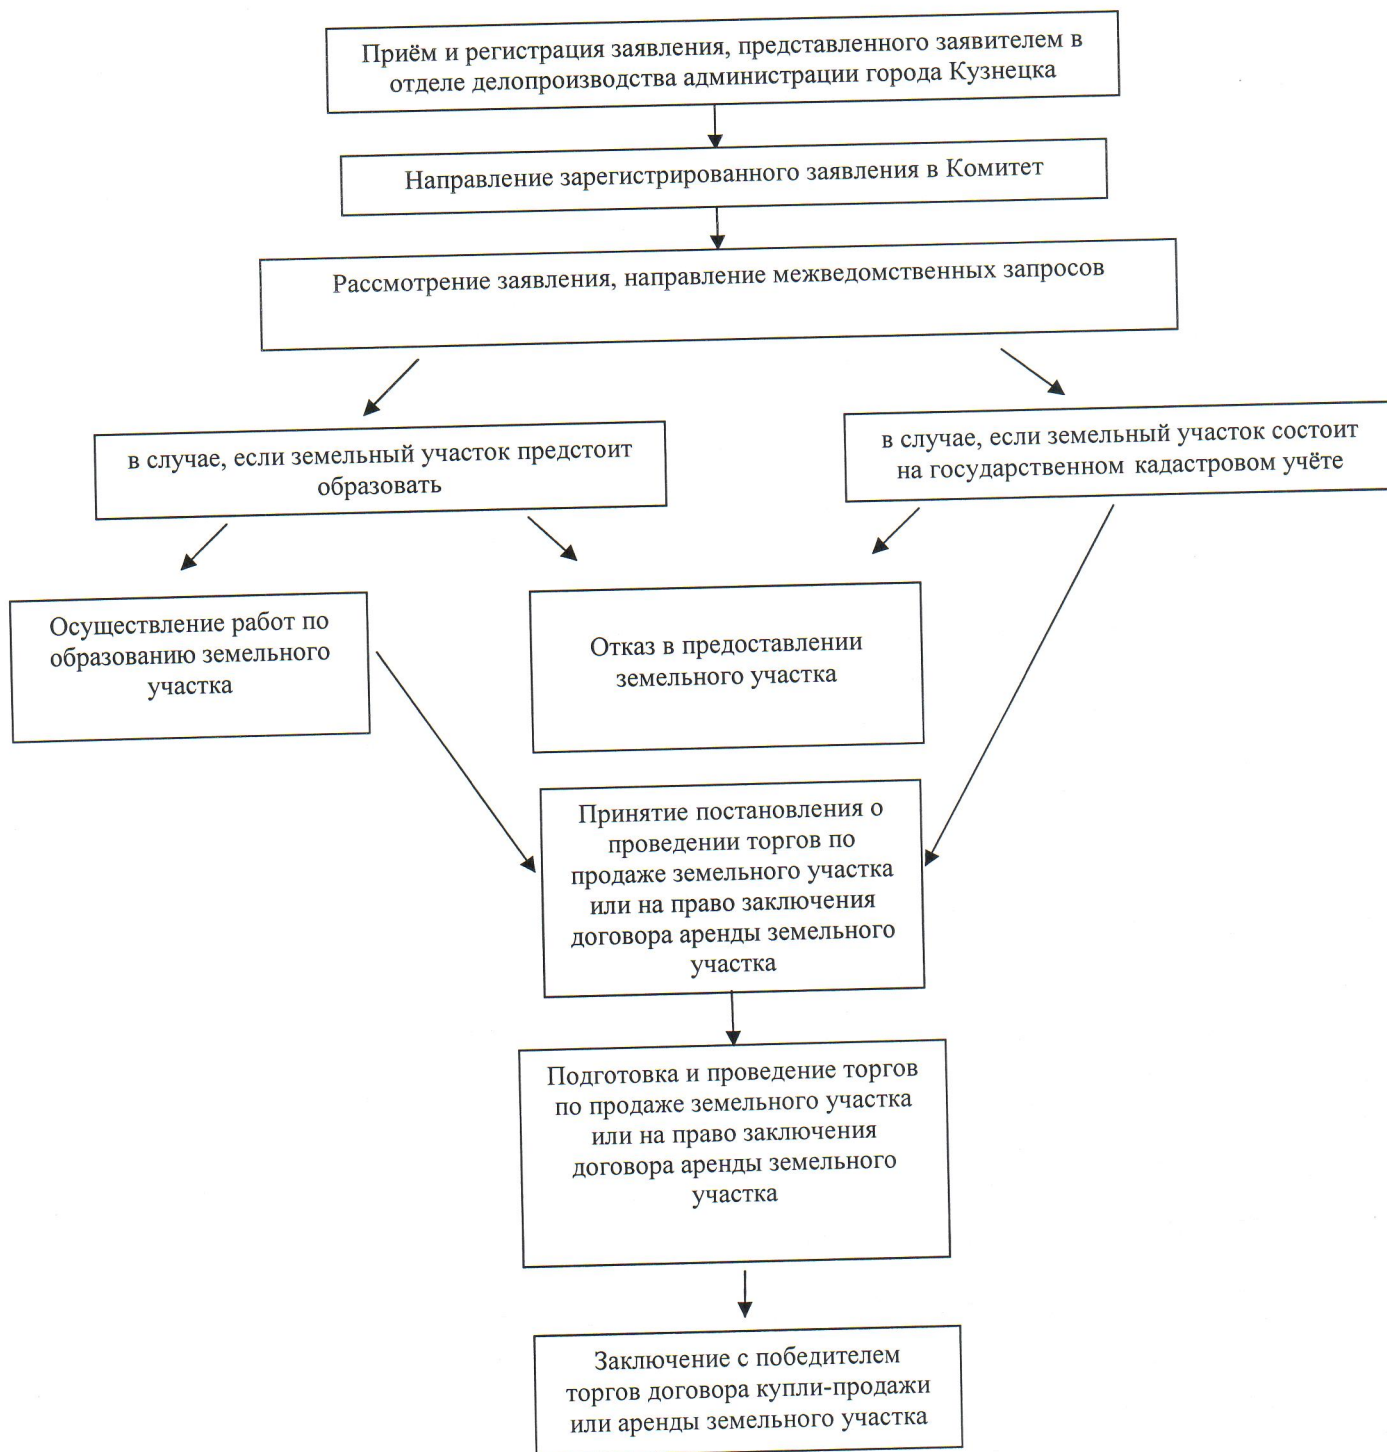 Приём и регистрация заявления, представленного заявителем в
отделе делопроизводства администрации города Кузнецка
Направление зарегистрированного заявления в Комитет
Рассмотрение заявления, направление межведомственных запросов
в случае, если земельный участок предстоит
образовать
в случае, если земельный участок состоит
на государственном кадастровом учёте
Осуществление работ по
образованию земельного
участка
Отказ в предоставлении
земельного участка
Принятие постановления о
проведении торгов по
продаже земельного участка
или на право заключения
договора аренды земельного
участка
Подготовка и проведение торгов
по продаже земельного участка
или на право заключения
договора аренды земельного
участка
Заключение с победителем
торгов договора купли-продажи
или аренды земельного участка